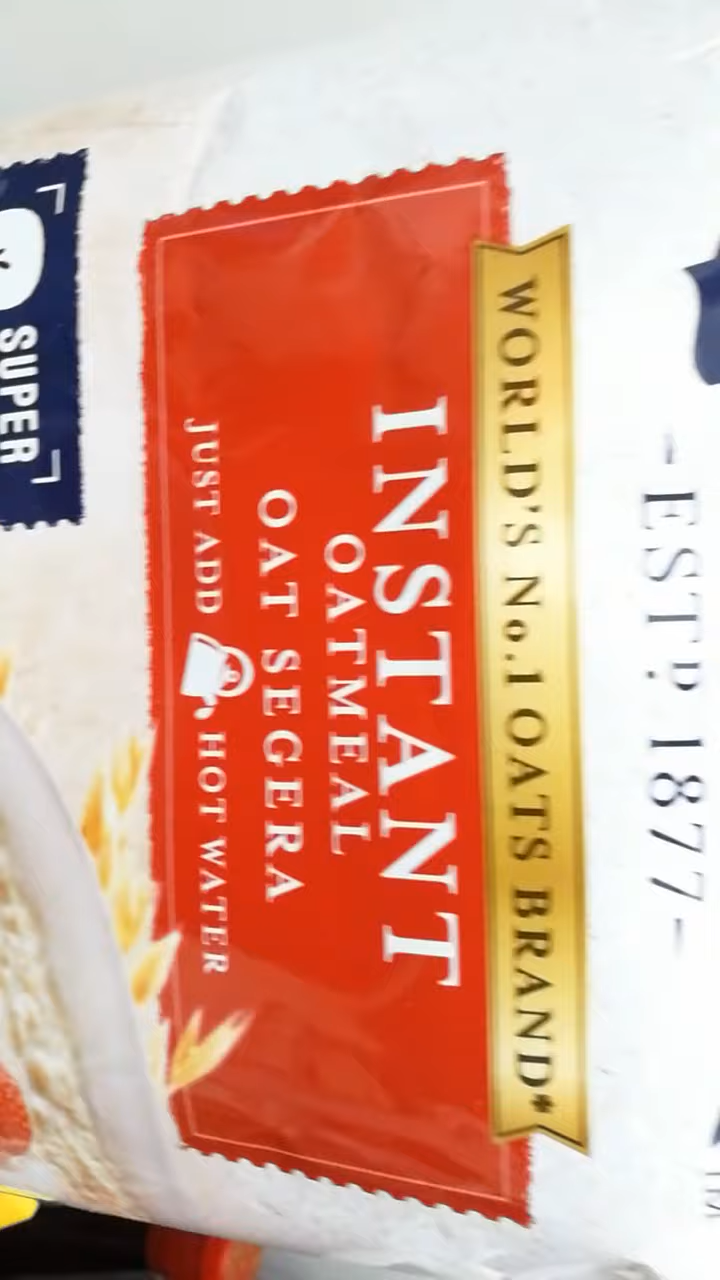 - ESTD 1877 -
WORLD'S No.1 OATS BRAND*
INSTANT
OATMEAL
OAT SEGERA
JUST ADD HOT WATER
SUPER